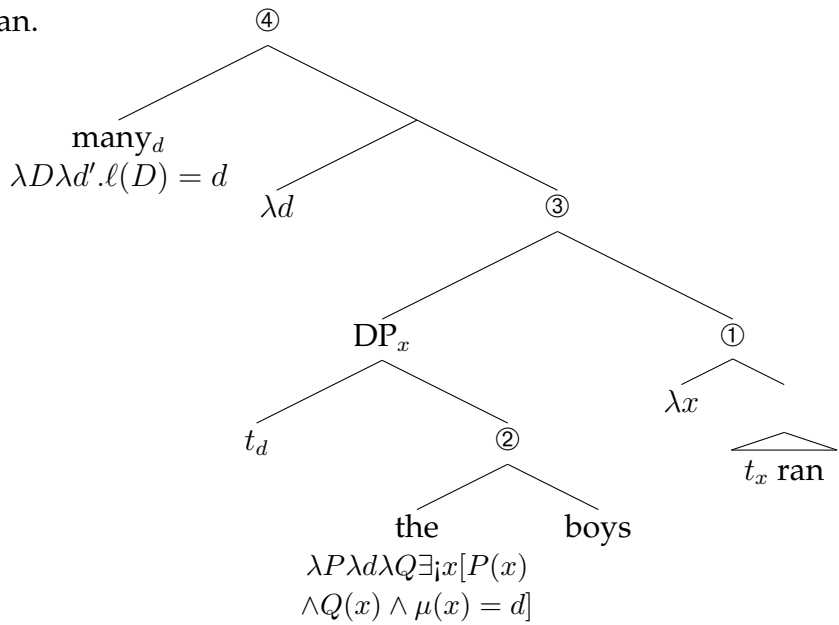 an.
④
many_d
λDλd′.ℓ(D) = d
λd
③
DP_x
①
t_d
②
λx
t_x ran
the
boys
λPλdλQ∃¡x[P(x)
∧Q(x) ∧ μ(x) = d]